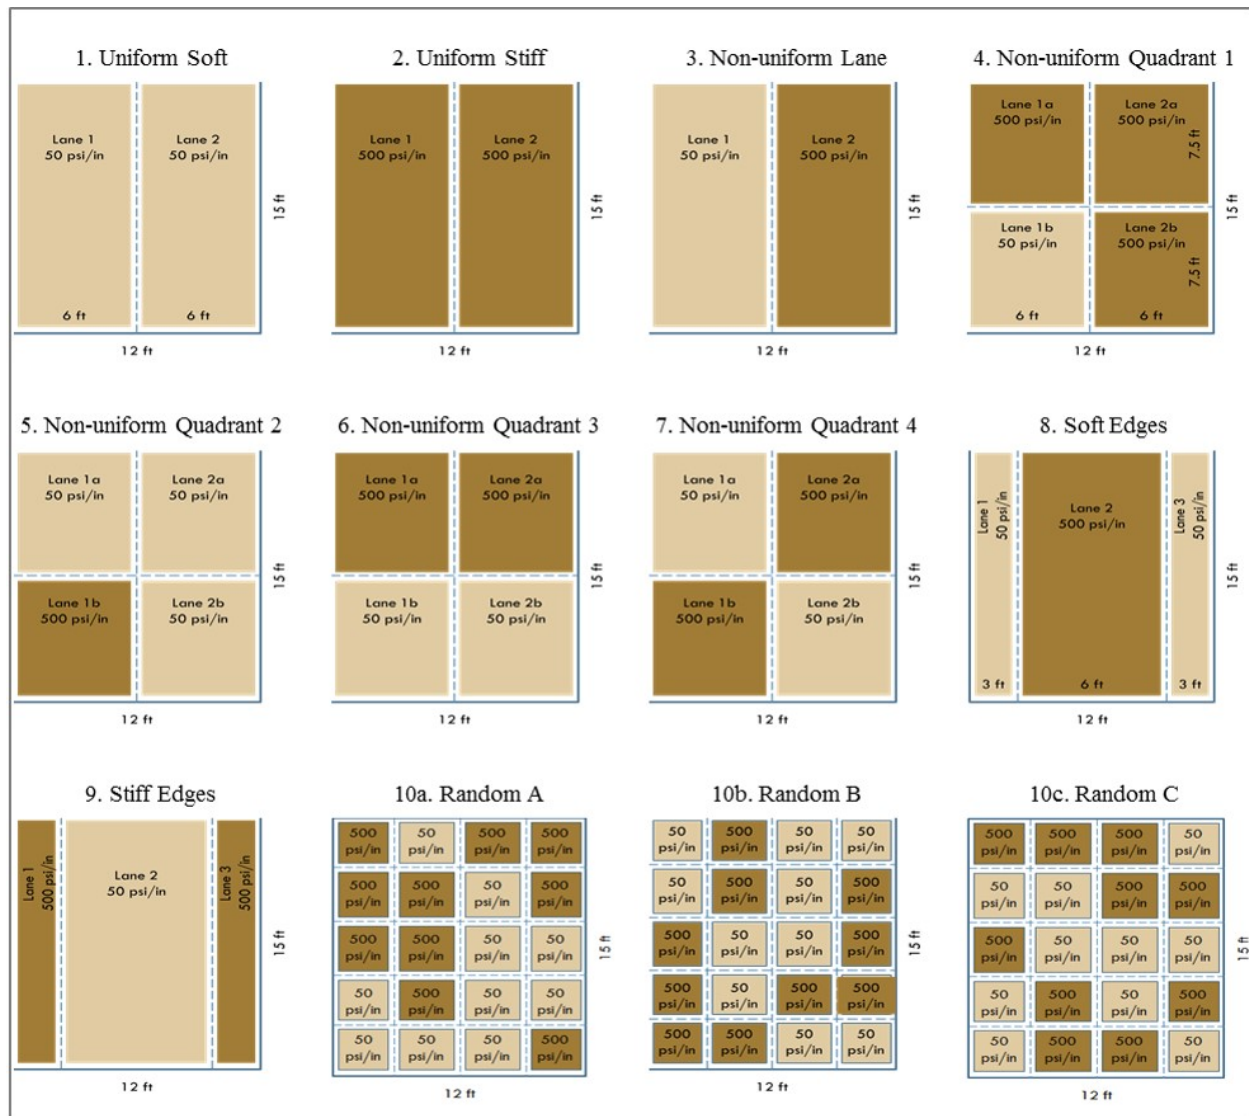 1. Uniform Soft
Lane 1
50 psi/in
Lane 2
50 psi/in
6 ft
6 ft
15 ft
12 ft
2. Uniform Stiff
Lane 1
500 psi/in
Lane 2
500 psi/in
15 ft
12 ft
3. Non-uniform Lane
Lane 1
50 psi/in
Lane 2
500 psi/in
15 ft
12 ft
4. Non-uniform Quadrant 1
Lane 1a
500 psi/in
Lane 2a
500 psi/in
7.5 ft
Lane 1b
50 psi/in
Lane 2b
500 psi/in
7.5 ft
6 ft
6 ft
15 ft
12 ft
5. Non-uniform Quadrant 2
Lane 1a
50 psi/in
Lane 2a
50 psi/in
Lane 1b
500 psi/in
Lane 2b
50 psi/in
15 ft
12 ft
6. Non-uniform Quadrant 3
Lane 1a
500 psi/in
Lane 2a
500 psi/in
Lane 1b
50 psi/in
Lane 2b
50 psi/in
15 ft
12 ft
7. Non-uniform Quadrant 4
Lane 1a
50 psi/in
Lane 2a
500 psi/in
Lane 1b
500 psi/in
Lane 2b
50 psi/in
15 ft
12 ft
8. Soft Edges
Lane 1
50 psi/in
Lane 2
500 psi/in
Lane 3
50 psi/in
3 ft
6 ft
3 ft
15 ft
12 ft
9. Stiff Edges
Lane 1
500 psi/in
Lane 2
50 psi/in
Lane 3
500 psi/in
15 ft
12 ft
10a. Random A
500 50 500 500
psi/in psi/in psi/in psi/in
500 500 50 500
psi/in psi/in psi/in psi/in
500 500 50 50
psi/in psi/in psi/in psi/in
50 500 50 50
psi/in psi/in psi/in psi/in
50 50 50 500
psi/in psi/in psi/in psi/in
15 ft
12 ft
10b. Random B
50 500 50 50
psi/in psi/in psi/in psi/in
50 500 50 500
psi/in psi/in psi/in psi/in
500 50 50 500
psi/in psi/in psi/in psi/in
500 50 500 500
psi/in psi/in psi/in psi/in
500 500 50 50
psi/in psi/in psi/in psi/in
15 ft
12 ft
10c. Random C
500 500 500 50
psi/in psi/in psi/in psi/in
50 50 500 500
psi/in psi/in psi/in psi/in
500 50 50 50
psi/in psi/in psi/in psi/in
50 500 50 500
psi/in psi/in psi/in psi/in
50 500 500 50
psi/in psi/in psi/in psi/in
15 ft
12 ft